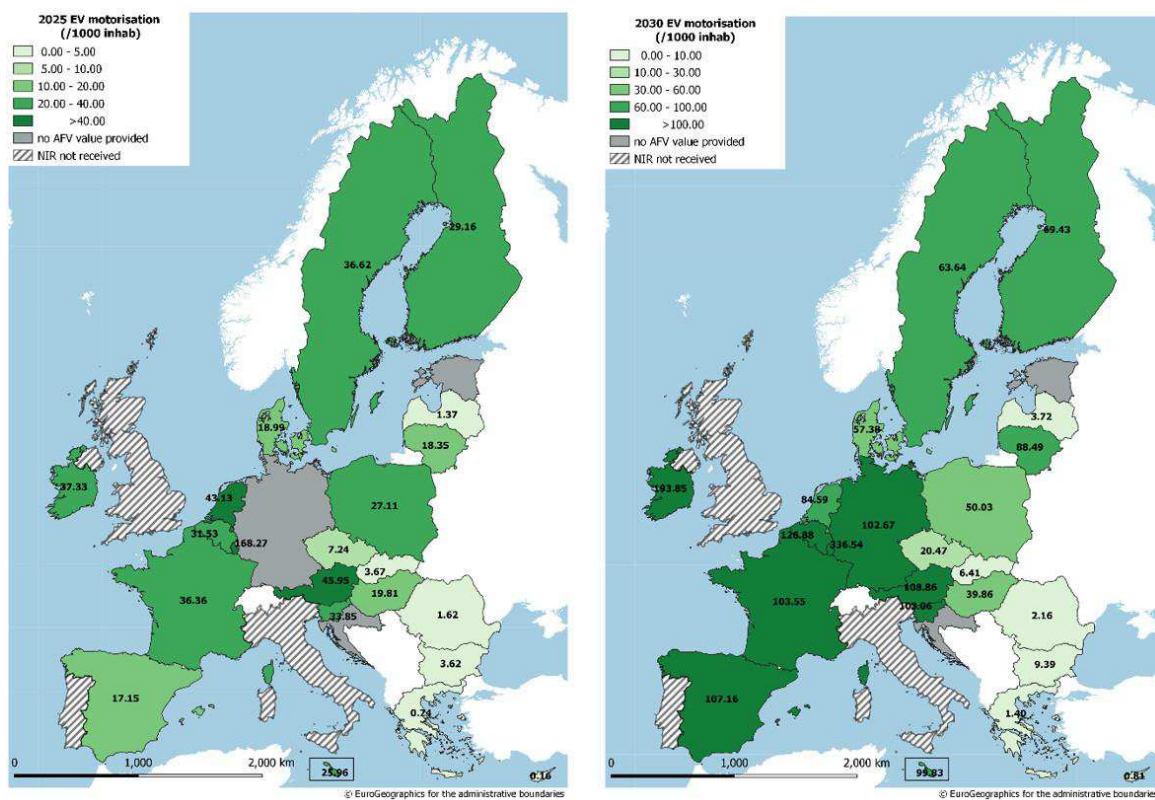 2025 EV motorisation
(/1000 inhab)
0.00 - 5.00
5.00 - 10.00
10.00 - 20.00
20.00 - 40.00
>40.00
no AFV value provided
NIR not received
29.16
36.62
1.37
18.99
18.35
37.33
43.13
27.11
31.53
168.27
7.24
3.67
45.95
19.81
36.36
33.85
1.62
3.62
17.15
0.74
0
1,000
2,000 km
25.96
0.16
© EuroGeographics for the administrative boundaries
2030 EV motorisation
(/1000 inhab)
0.00 - 10.00
10.00 - 30.00
30.00 - 60.00
60.00 - 100.00
>100.00
no AFV value provided
NIR not received
69.43
63.64
3.72
57.38
88.49
193.85
84.59
50.03
102.67
126.88
336.54
20.47
6.41
108.86
39.86
103.55
105.06
2.16
9.39
107.16
1.40
0
1,000
2,000 km
99.83
0.81
© EuroGeographics for the administrative boundaries